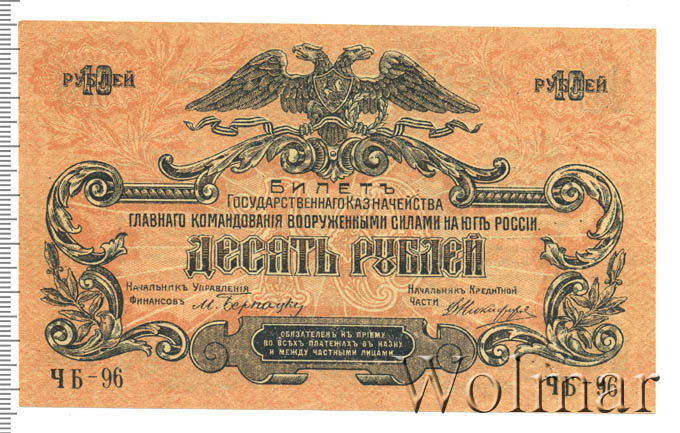 10 РУБЛЕЙ
10 РУБЛЕЙ
БИЛЕТЪ
ГОСУДАРСТВЕННАГО КАЗНАЧЕЙСТВА
ГЛАВНАГО КОМАНДОВАНІЯ ВООРУЖЕННЫМИ СИЛАМИ НА ЮГѢ РОССІИ.
ДЕСЯТЬ РУБЛЕЙ
НАЧАЛЬНИКЪ УПРАВЛЕНІЯ
ФИНАНСОВЪ
НАЧАЛЬНИКЪ КРЕДИТНОЙ
ЧАСТИ
ОБЯЗАТЕЛЕНЪ КЪ ПРІЕМУ
ВО ВСѢХЪ ПЛАТЕЖАХЪ ВЪ КАЗНУ
И МЕЖДУ ЧАСТНЫМИ ЛИЦАМИ.
ЧБ-96
ЧБ-96
Wolmar